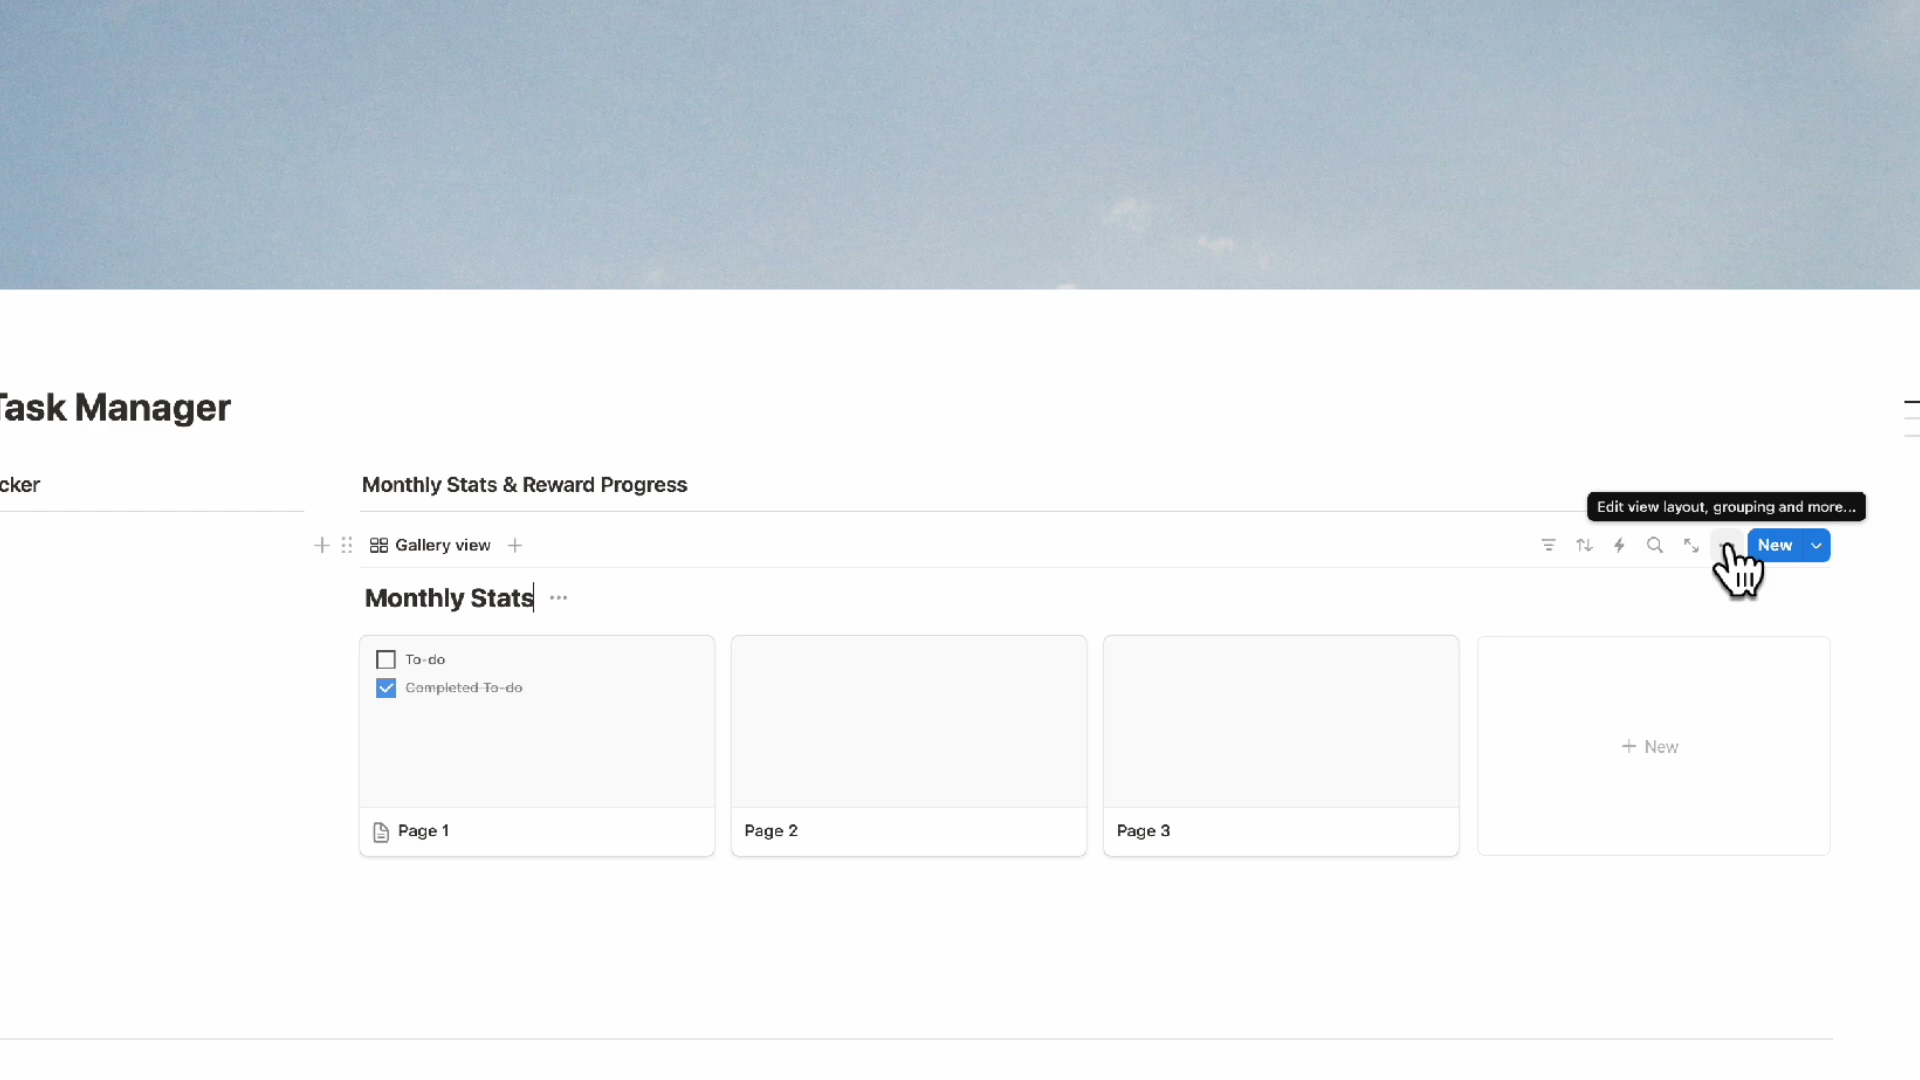 Task Manager
cker
Monthly Stats & Reward Progress
Edit view layout, grouping and more...
Gallery view
New
Monthly Stats
To-do
Completed To-do
New
Page 1
Page 2
Page 3